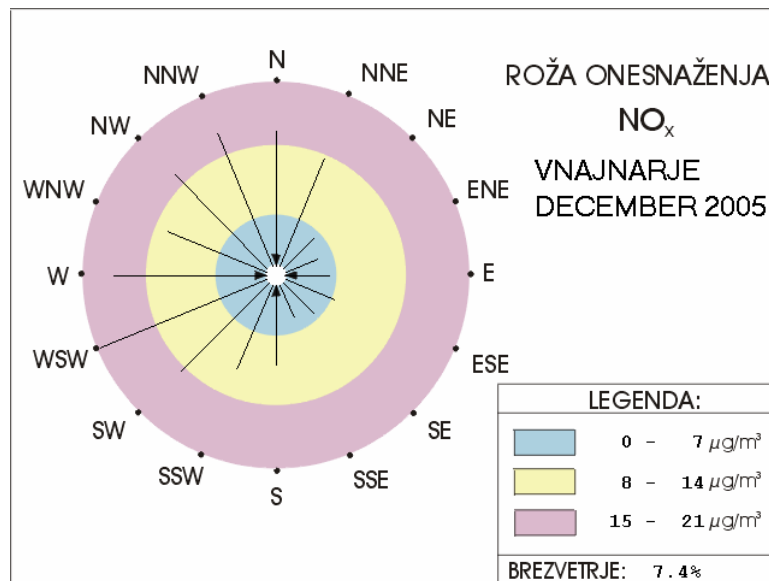 ROŽA ONESNAŽENJA
NOx
VNAJNARJE
DECEMBER 2005
N
NNE
NE
ENE
E
ESE
SE
SSE
S
SSW
SW
WSW
W
WNW
NW
NNW
LEGENDA:
0 - 7 µg/m³
8 - 14 µg/m³
15 - 21 µg/m³
BREZVETRJE: 7.4%